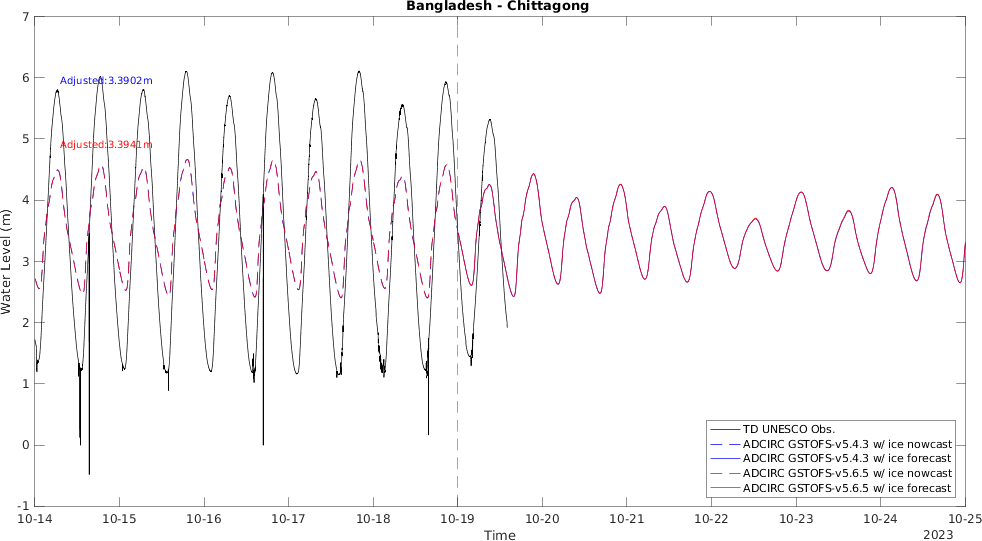 Bangladesh - Chittagong
7
6
5
4
3
2
1
0
-1
Water Level (m)
Adjusted:3.3902m
Adjusted:3.3941m
TD UNESCO Obs.
ADCIRC GSTOFS-v5.4.3 w/ ice nowcast
ADCIRC GSTOFS-v5.4.3 w/ ice forecast
ADCIRC GSTOFS-v5.6.5 w/ ice nowcast
ADCIRC GSTOFS-v5.6.5 w/ ice forecast
10-14 10-15 10-16 10-17 10-18 10-19 10-20 10-21 10-22 10-23 10-24 10-25
Time
2023